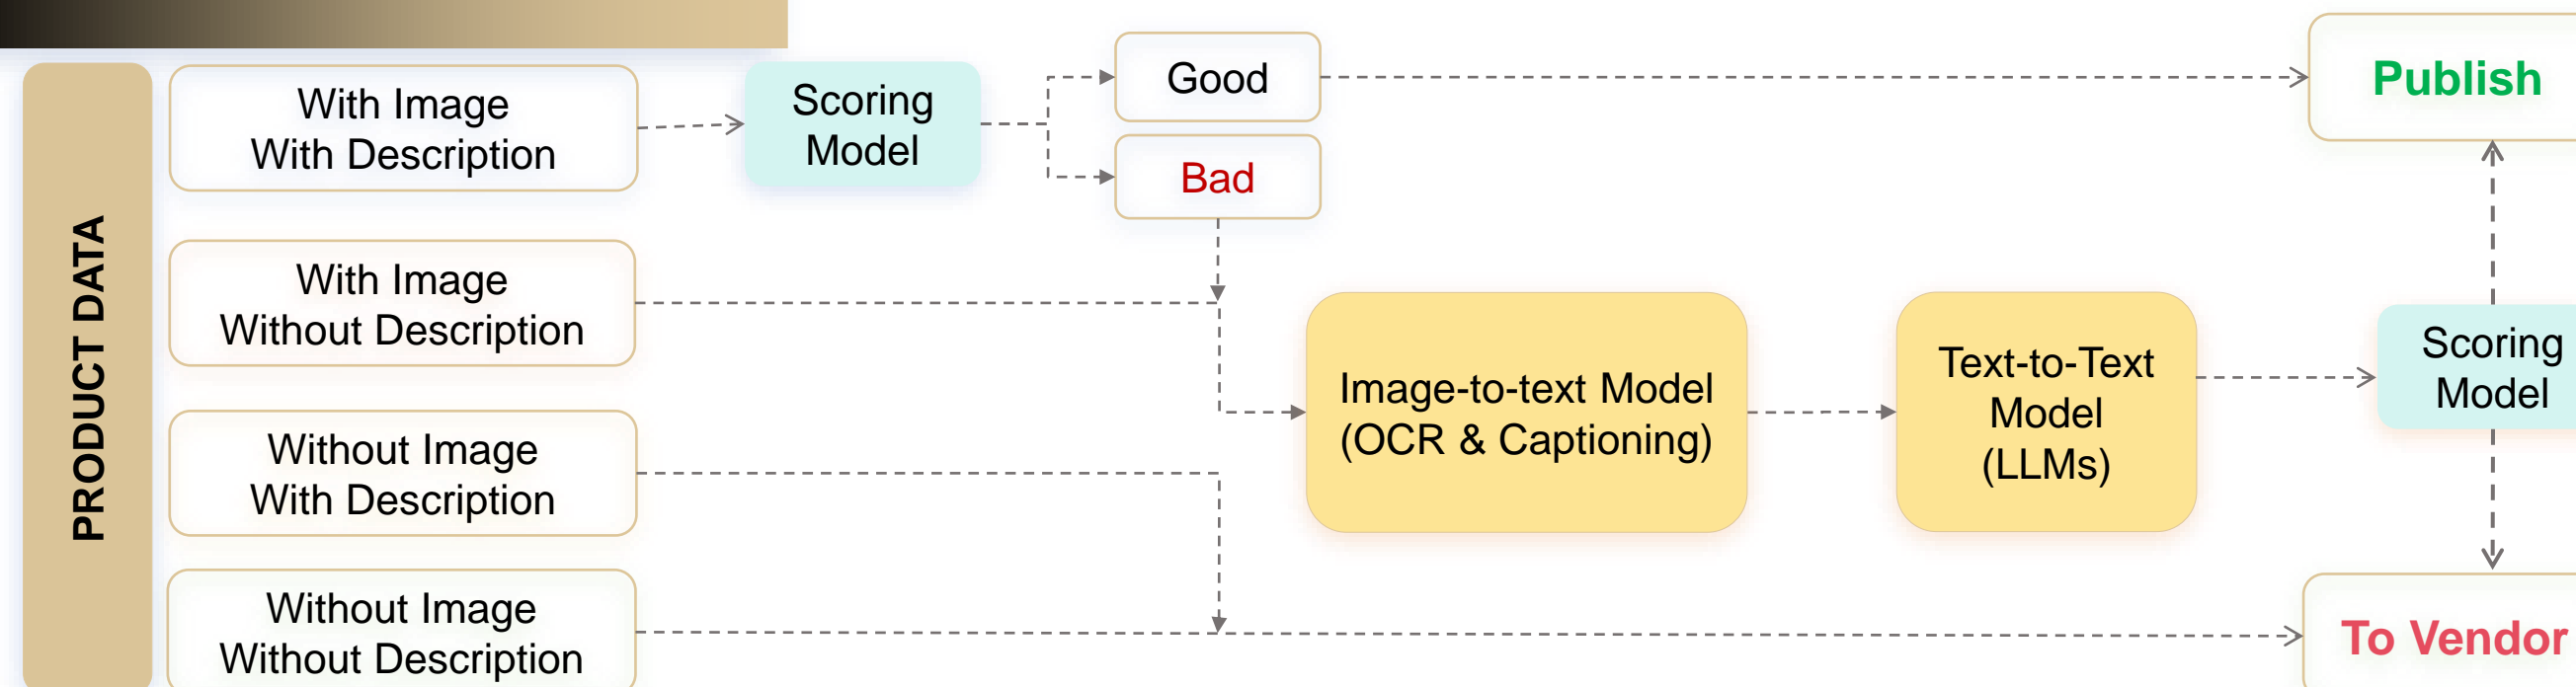 PRODUCT DATA
With Image
With Description
Scoring
Model
Good
Bad
Publish
With Image
Without Description
Without Image
With Description
Without Image
Without Description
Image-to-text Model
(OCR & Captioning)
Text-to-Text
Model
(LLMs)
Scoring
Model
To Vendor